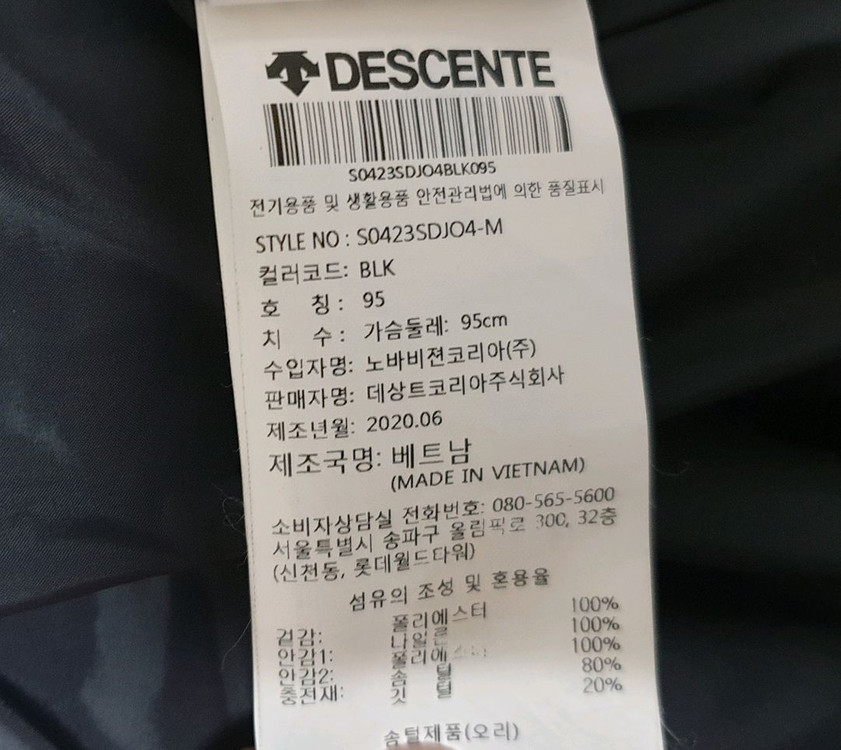 DESCENTE
S0423SDJO4BLK095
전기용품 및 생활용품 안전관리법에 의한 품질표시
STYLE NO : S0423SDJO4-M
컬러코드: BLK
호 칭 : 95
치 수 : 가슴둘레: 95cm
수입자명: 노바비젼코리아(주)
판매자명: 데상트코리아주식회사
제조년월: 2020.06
제조국명: 베트남
(MADE IN VIETNAM)
소비자상담실 전화번호: 080-565-5600
서울특별시 송파구 올림픽로 300, 32층
(신천동, 롯데월드타워)
섬유의 조성 및 혼용율
겉감: 폴리에스터 100%
안감1: 나일론 100%
안감2: 폴리에 100%
충전재: 솜 털 80%
깃 털 20%
솜털제품(오리)